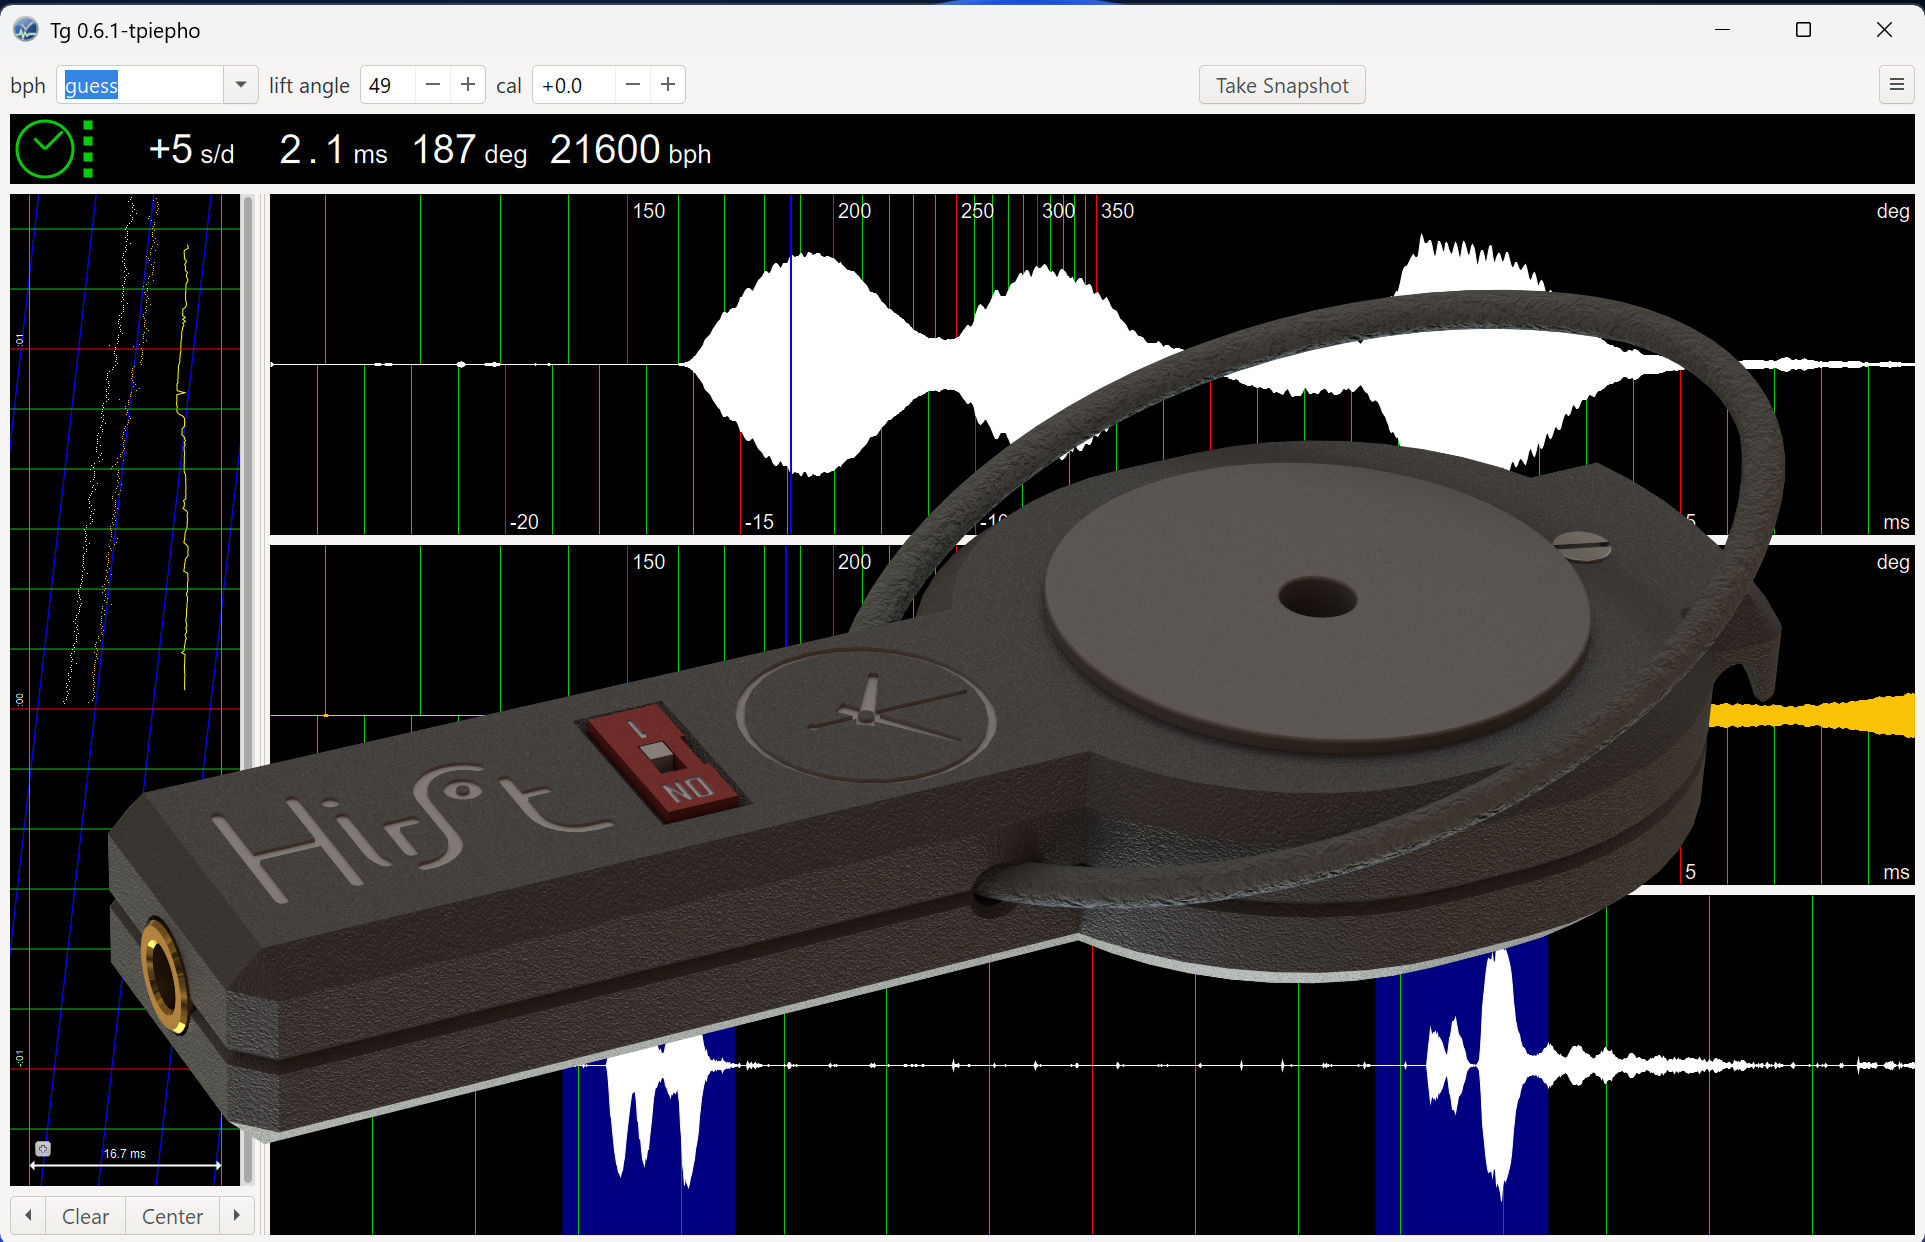 Tg 0.6.1-tpiepho
bph guess lift angle 49 cal +0.0 Take Snapshot
+5 s/d 2.1 ms 187 deg 21600 bph
150 200 250 300 350 deg
:01
-20 -15 -10 5 ms
150 200 deg
:00
Hirst I ON
5 ms
-:01
16.7 ms
Clear Center